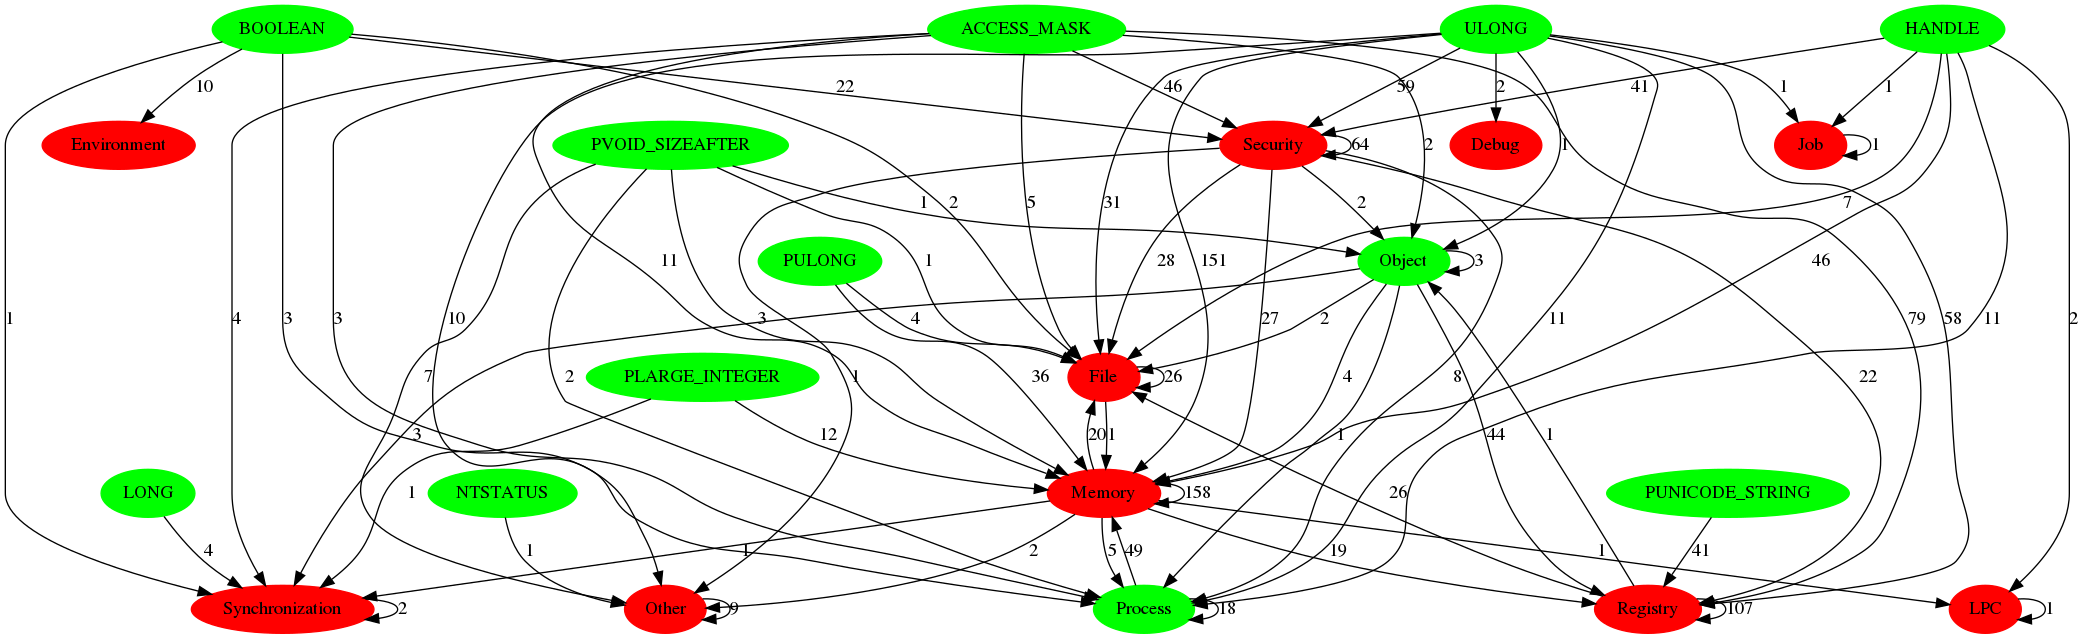 BOOLEAN ACCESS_MASK ULONG HANDLE
10 22 46 59 2 41 1 1
Environment PVOID_SIZEAFTER Security 64 Debug Job 1
1 2 5 31 2 2 1 7
PULONG 11 28 151 Object 3 46
1 4 3 3 10 3 4 27 2 11 79 58 11 2
PLARGE_INTEGER File 26
7 2 1 36 4 8 22
3 12 20 1 1 44 1
LONG 1 NTSTATUS Memory 158 26 PUNICODE_STRING
4 1 1 2 5 49 19 1 41
Synchronization 2 Other 9 Process 18 Registry 107 LPC 1